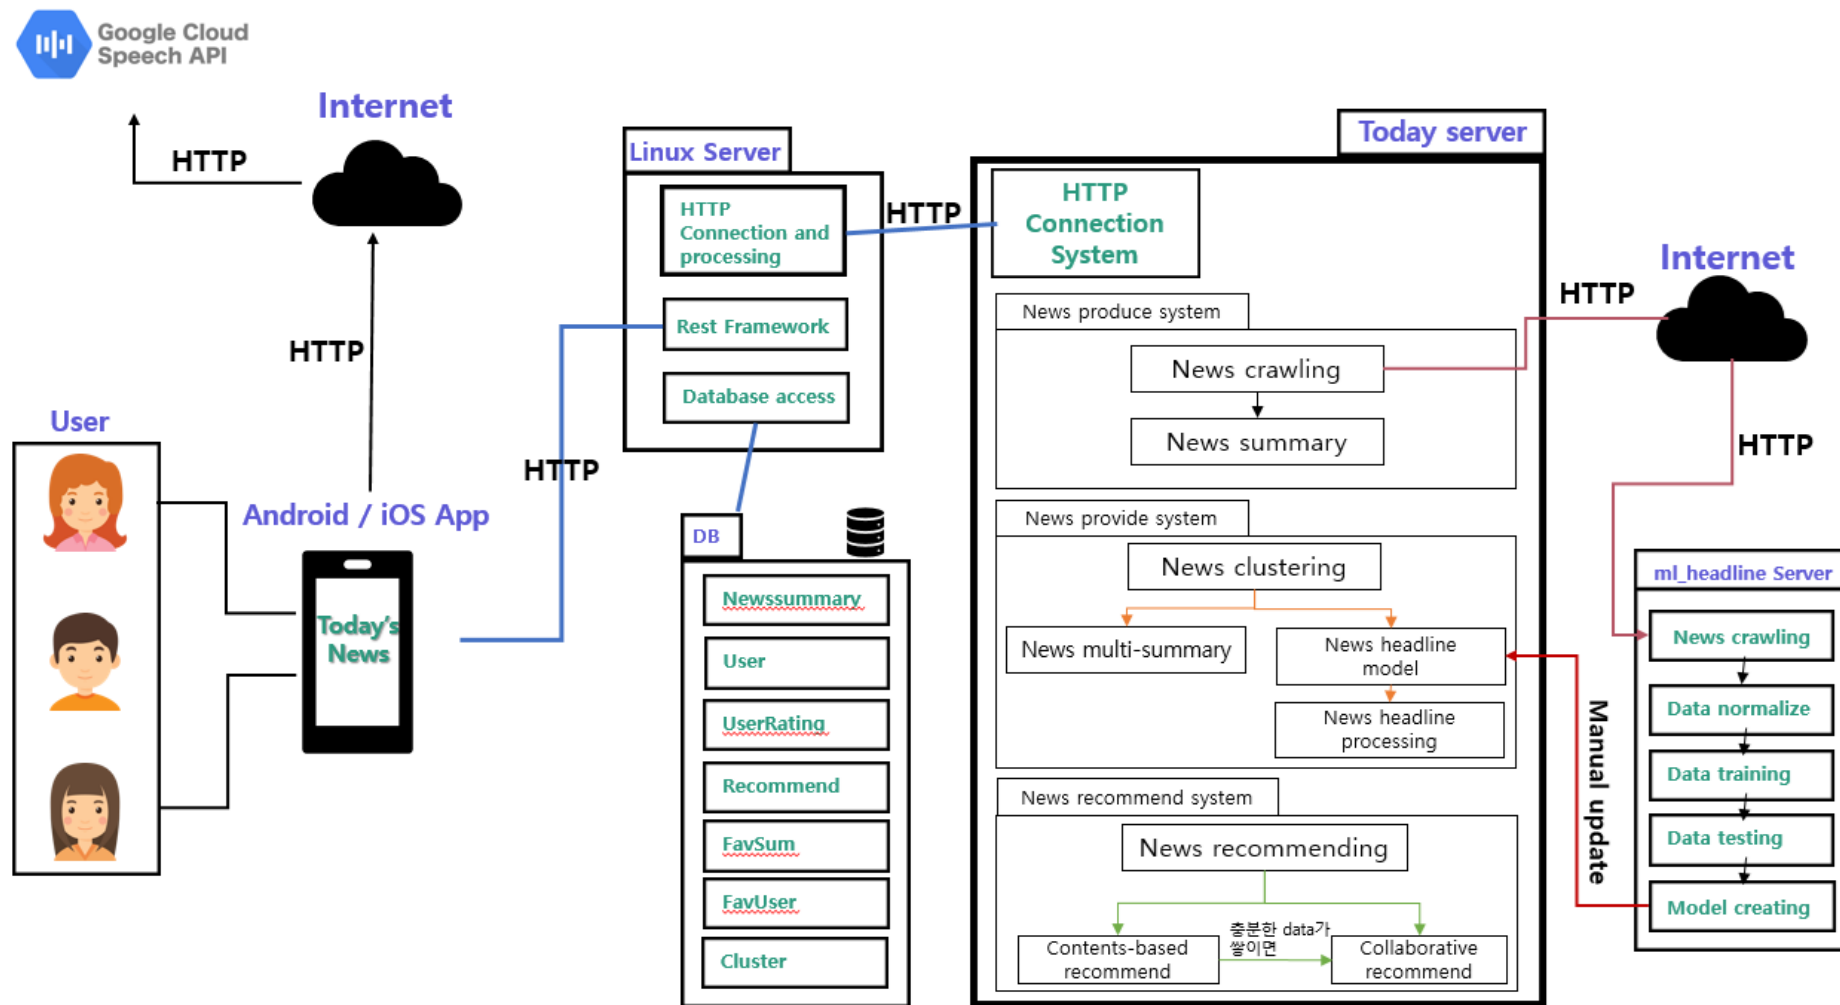 Google Cloud
Speech API
Internet
HTTP
HTTP
User
Android / iOS App
Today's
News
HTTP
Linux Server
HTTP
Connection and
processing
Rest Framework
Database access
HTTP
DB
Newssummary
User
UserRating
Recommend
FavSum
FavUser
Cluster
Today server
HTTP
Connection
System
News produce system
News crawling
News summary
News provide system
News clustering
News multi-summary
News headline
model
News headline
processing
News recommend system
News recommending
충분한 data가
쌓이면
Contents-based
recommend
Collaborative
recommend
Internet
HTTP
HTTP
Manual update
ml_headline Server
News crawling
Data normalize
Data training
Data testing
Model creating